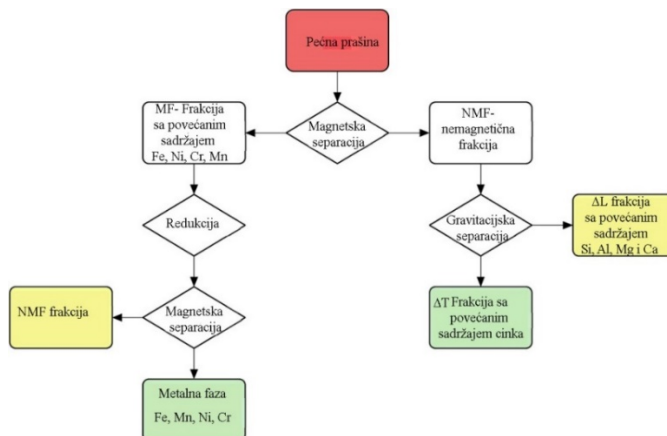 Pećna prašina
MF- Frakcija
sa povećanim
sadržajem
Fe, Ni, Cr, Mn
Magnetska
separacija
NMF-
nemagnetična
frakcija
Redukcija
Gravitacijska
separacija
ΔL frakcija
sa povećanim
sadržajem
Si, Al, Mg i Ca
NMF frakcija
Magnetska
separacija
ΔT Frakcija sa
povećanim
sadržajem cinka
Metalna faza
Fe, Mn, Ni, Cr